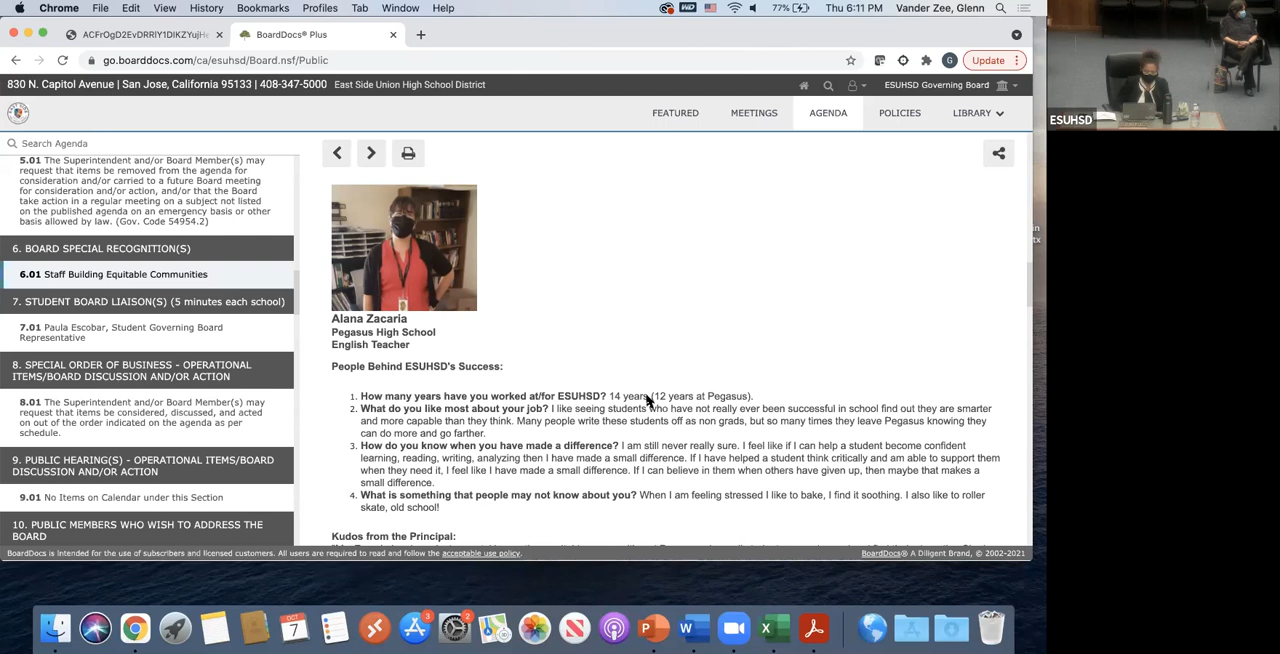 Chrome File Edit View History Bookmarks Profiles Tab Window Help
77% Thu 6:11 PM Vander Zee, Glenn
ACFrOgD2EvDRRlY1DIKZYujH
BoardDocs® Plus
go.boarddocs.com/ca/esuhsd/Board.nsf/Public
G
Update
830 N. Capitol Avenue | San Jose, California 95133 | 408-347-5000 East Side Union High School District
ESUHSD Governing Board
FEATURED MEETINGS AGENDA POLICIES LIBRARY
Search Agenda
5.01 The Superintendent and/or Board Member(s) may
request that items be removed from the agenda for
consideration and/or carried to a future Board meeting
for consideration and/or action, and/or that the Board
take action in a regular meeting on a subject not listed
on the published agenda on an emergency basis or other
basis allowed by law. (Gov. Code 54954.2)
6. BOARD SPECIAL RECOGNITION(S)
6.01 Staff Building Equitable Communities
7. STUDENT BOARD LIAISON(S) (5 minutes each school)
7.01 Paula Escobar, Student Governing Board
Representative
8. SPECIAL ORDER OF BUSINESS - OPERATIONAL
ITEMS/BOARD DISCUSSION AND/OR ACTION
8.01 The Superintendent and/or Board Member(s) may
request that items be considered, discussed, and acted
on out of the order indicated on the agenda as per
schedule.
9. PUBLIC HEARING(S) - OPERATIONAL ITEMS/BOARD
DISCUSSION AND/OR ACTION
9.01 No Items on Calendar under this Section
10. PUBLIC MEMBERS WHO WISH TO ADDRESS THE
BOARD
Alana Zacaria
Pegasus High School
English Teacher
People Behind ESUHSD's Success:
1. How many years have you worked at/for ESUHSD? 14 years (12 years at Pegasus).
2. What do you like most about your job? I like seeing students who have not really ever been successful in school find out they are smarter
and more capable than they think. Many people write these students off as non grads, but so many times they leave Pegasus knowing they
can do more and go farther.
3. How do you know when you have made a difference? I am still never really sure. I feel like if I can help a student become confident
learning, reading, writing, analyzing then I have made a small difference. If I have helped a student think critically and am able to support them
when they need it, I feel like I have made a small difference. If I can believe in them when others have given up, then maybe that makes a
small difference.
4. What is something that people may not know about you? When I am feeling stressed I like to bake, I find it soothing. I also like to roller
skate, old school!
Kudos from the Principal:
BoardDocs is intended for the use of subscribers and licensed customers. All users are required to read and follow the acceptable use policy.
BoardDocs® A Diligent Brand, © 2002-2021
ESUHSD
OCT
7
3
2